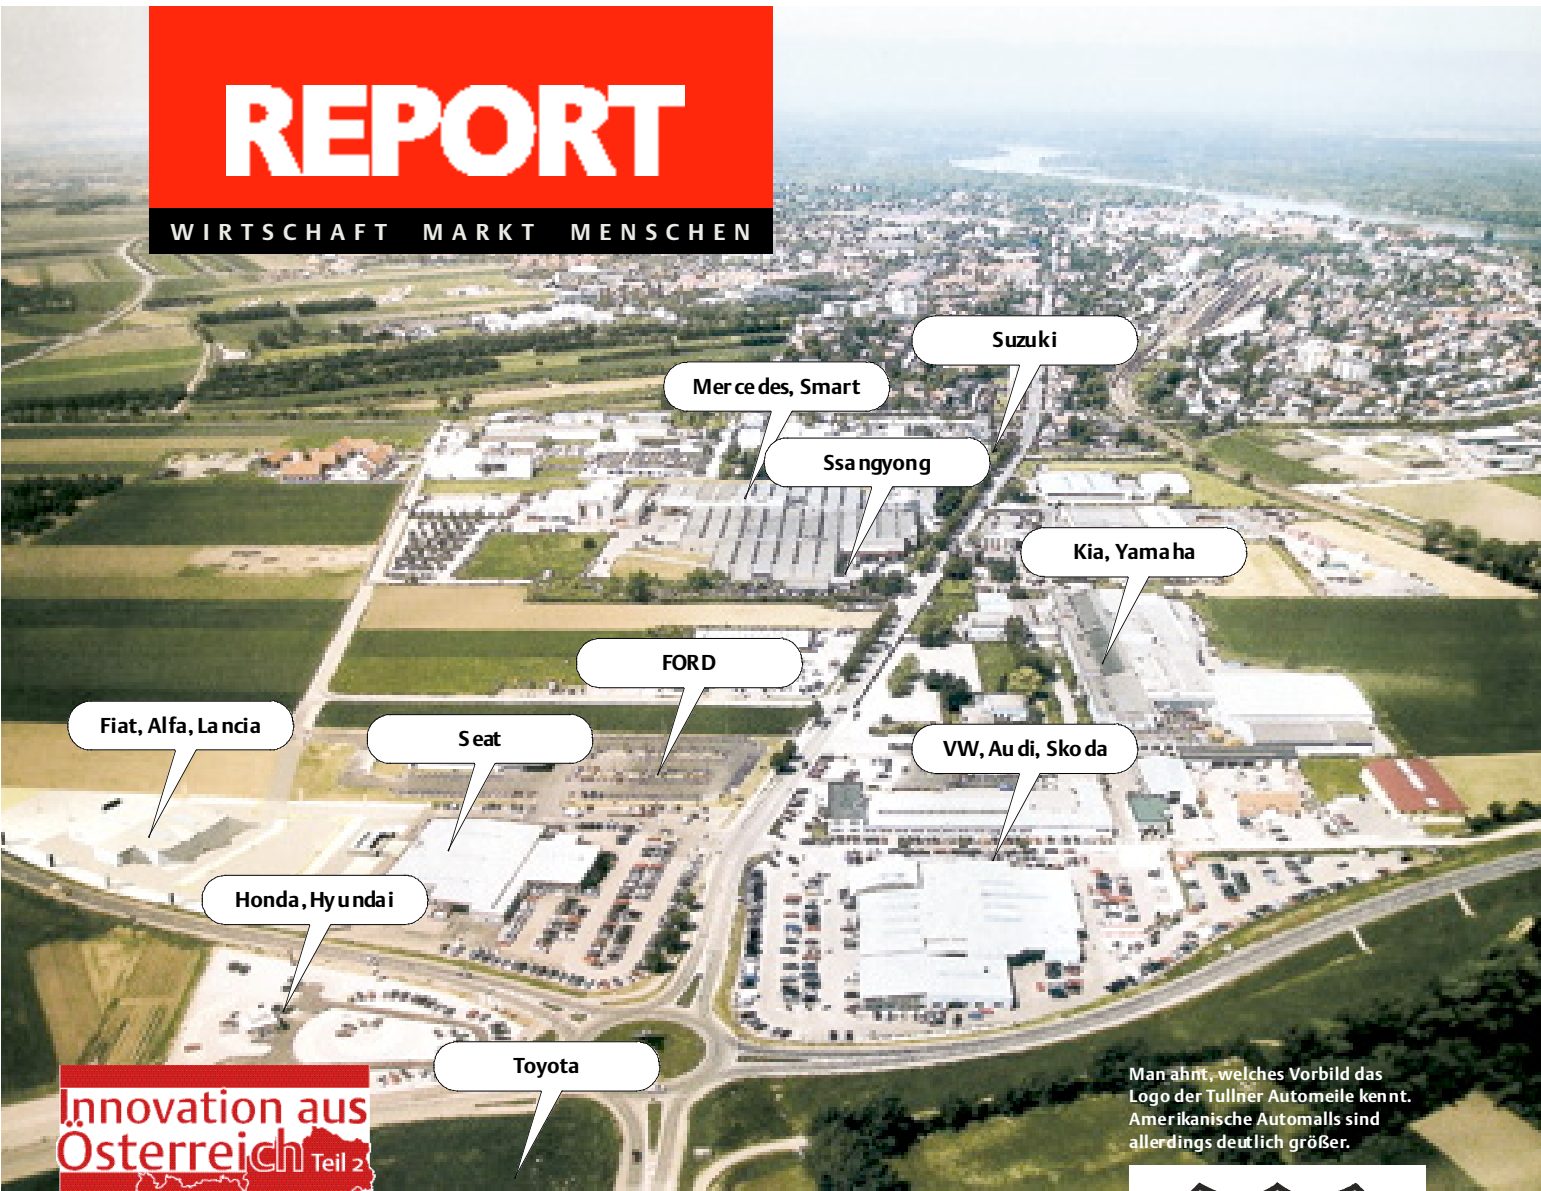 REPORT
WIRTSCHAFT MARKT MENSCHEN
Suzuki
Mercedes, Smart
Ssangyong
Kia, Yamaha
FORD
Fiat, Alfa, Lancia
Seat
VW, Audi, Skoda
Honda, Hyundai
Toyota
Innovation aus
Österreich Teil 2
Man ahnt, welches Vorbild das
Logo der Tullner Automeile kennt.
Amerikanische Automalls sind
allerdings deutlich größer.